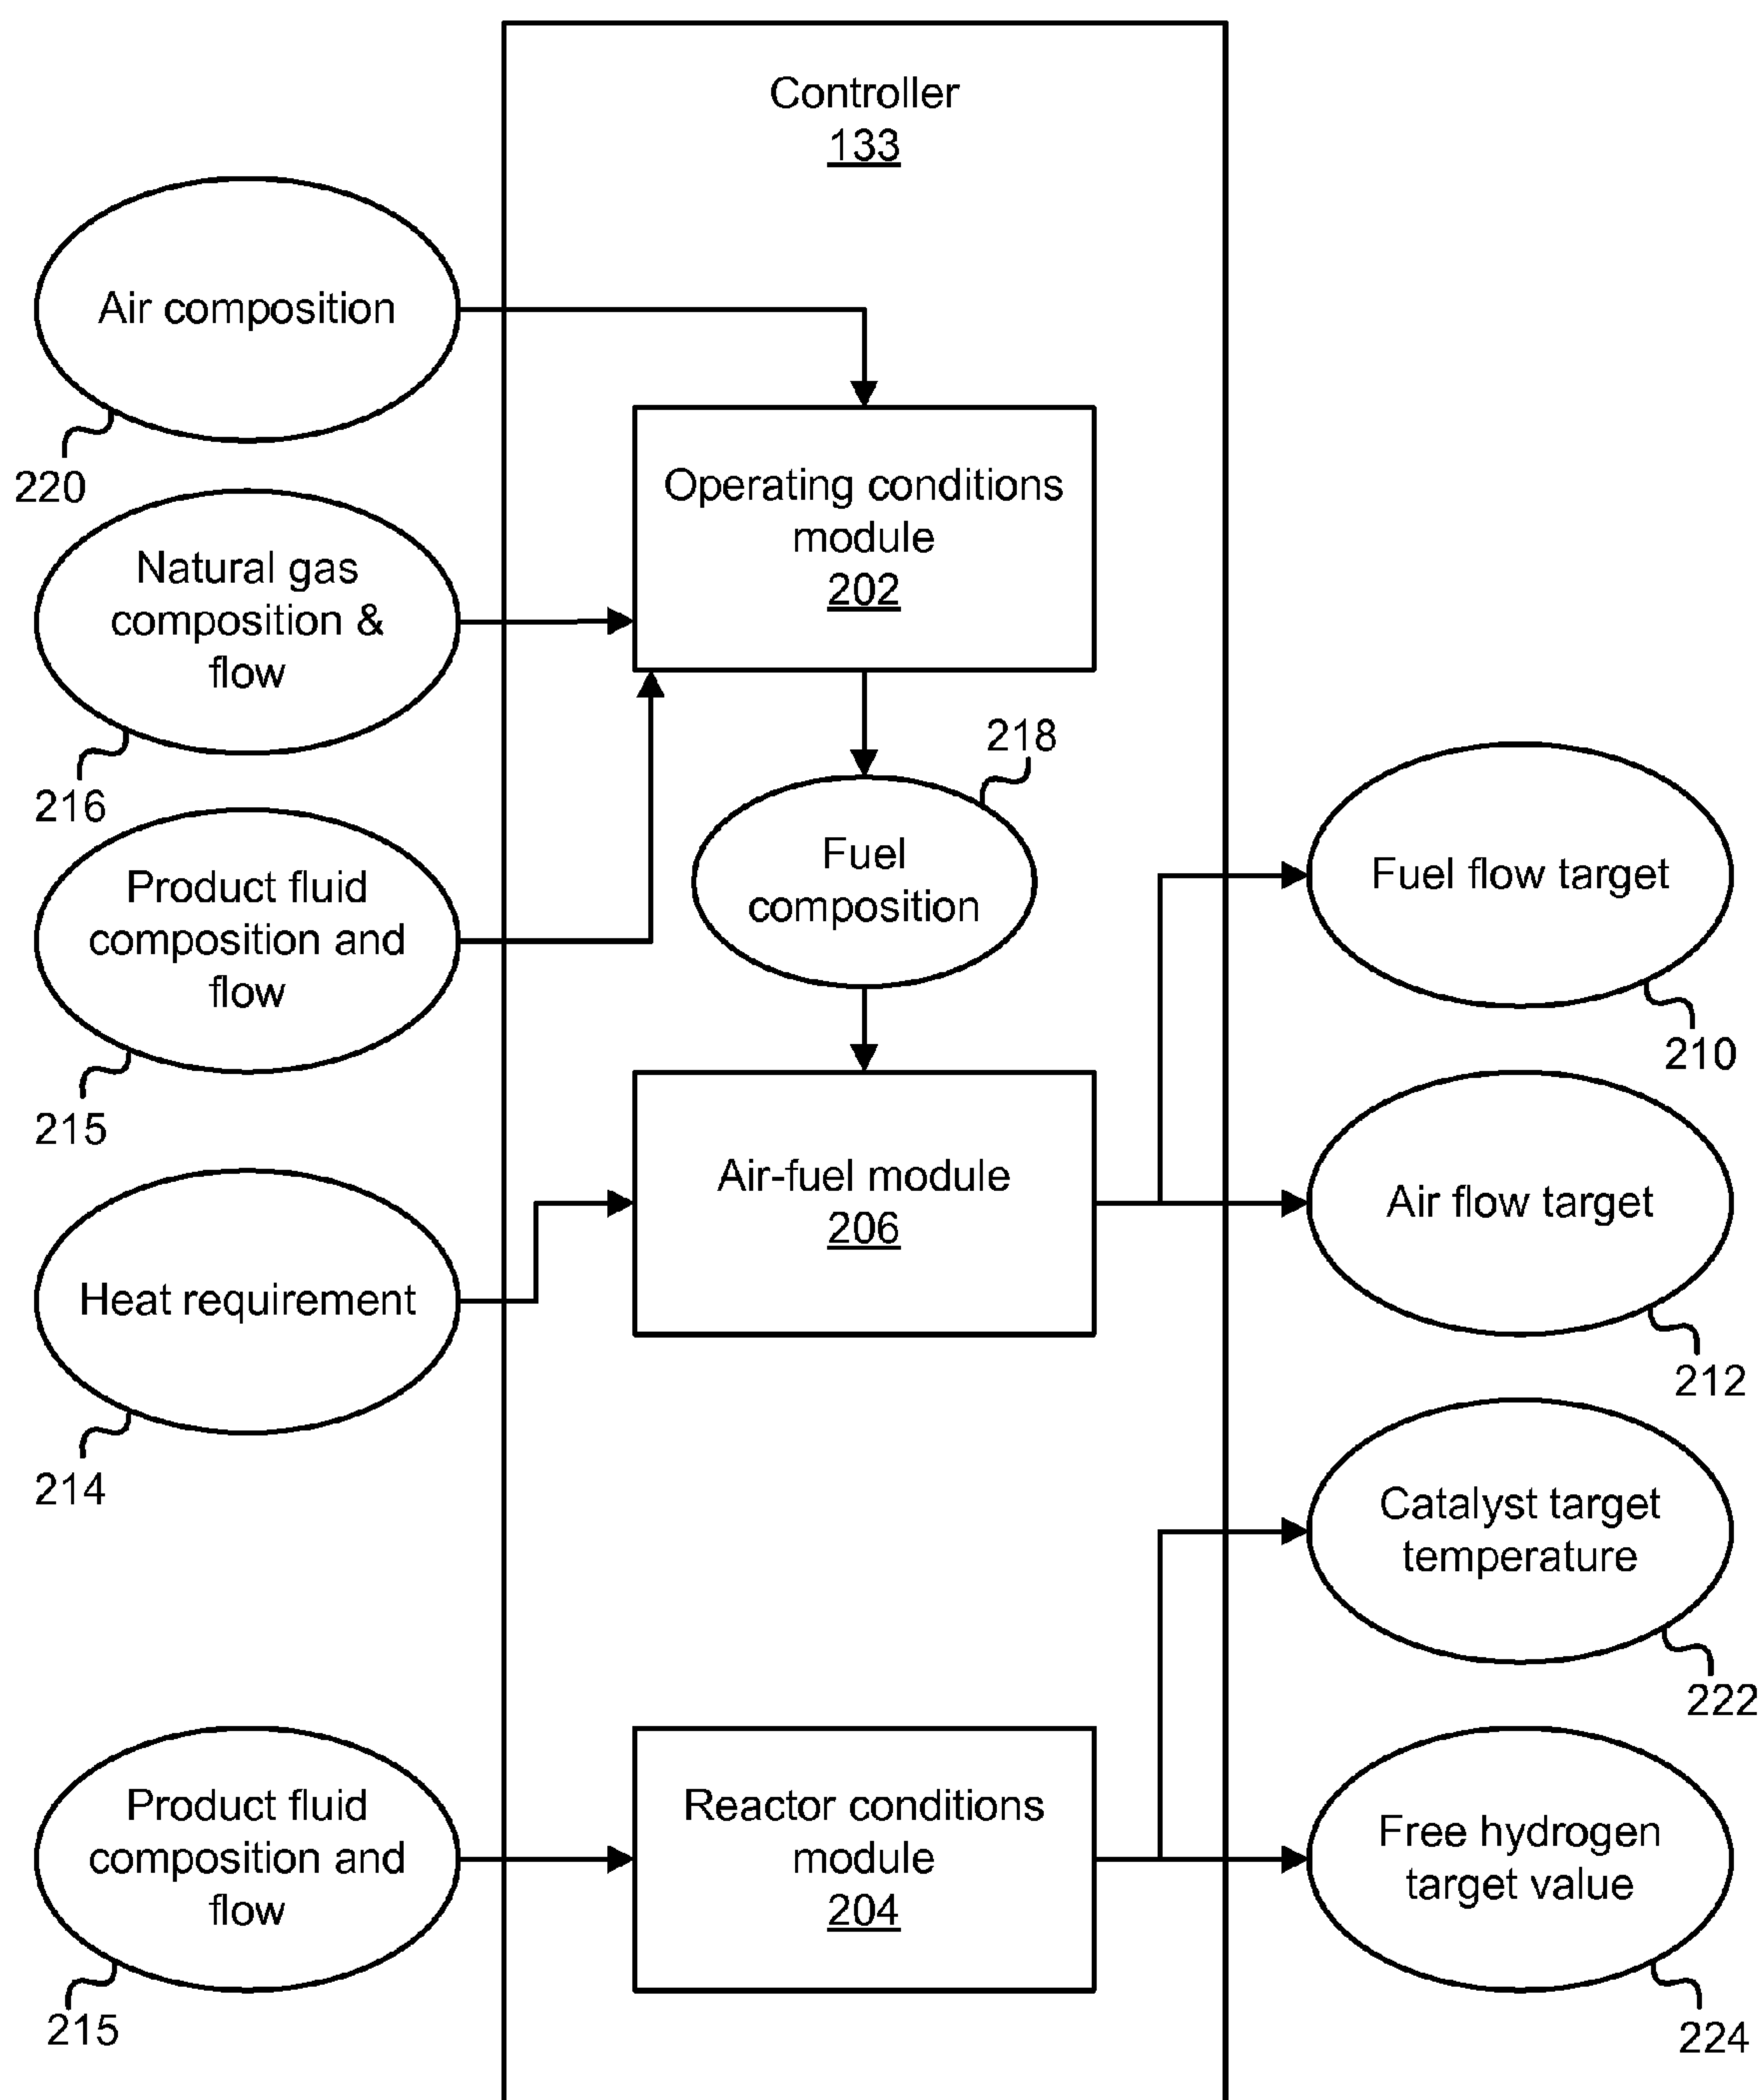 Controller
133
Air composition
220
Operating conditions
module
202
Natural gas
composition &
flow
216
218
Fuel
composition
Product fluid
composition and
flow
215
Fuel flow target
210
Air-fuel module
206
Air flow target
212
Heat requirement
214
Catalyst target
temperature
222
Product fluid
composition and
flow
215
Reactor conditions
module
204
Free hydrogen
target value
224